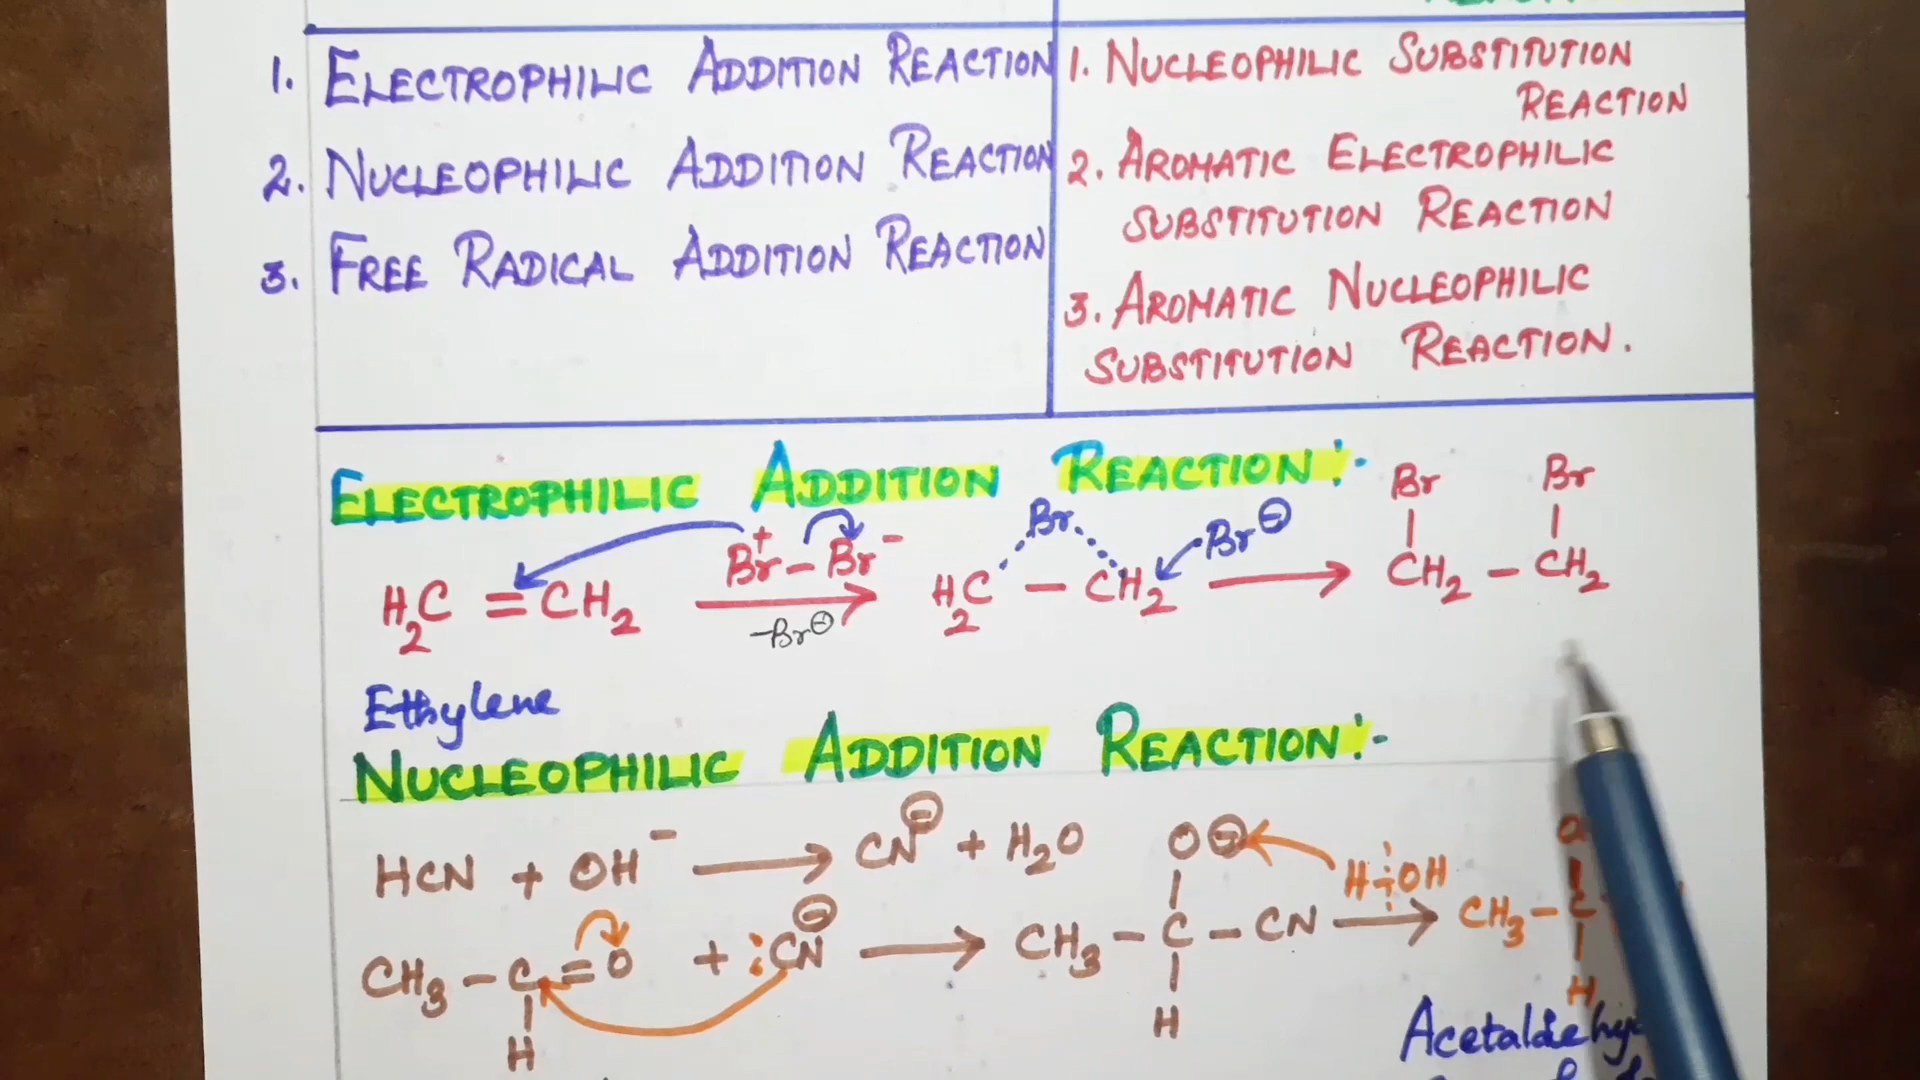 1. ELECTROPHILIC ADDITION REACTION
2. NUCLEOPHILIC ADDITION REACTION
3. FREE RADICAL ADDITION REACTION
1. NUCLEOPHILIC SUBSTITUTION
REACTION
2. AROMATIC ELECTROPHILIC
SUBSTITUTION REACTION
3. AROMATIC NUCLEOPHILIC
SUBSTITUTION REACTION.
ELECTROPHILIC ADDITION REACTION:-
Br Br
H₂C = CH₂ Br⁺ – Br⁻ H₂C – CH₂ Br Br⊖ → CH₂ – CH₂
-Br⊖
Ethylene
NUCLEOPHILIC ADDITION REACTION:-
HCN + OH⁻ → CN⊖ + H₂O
O⊖ H⋮OH
CH₃ – C = O + :CN⊖ → CH₃ – C – CN → CH₃ – C
H H H